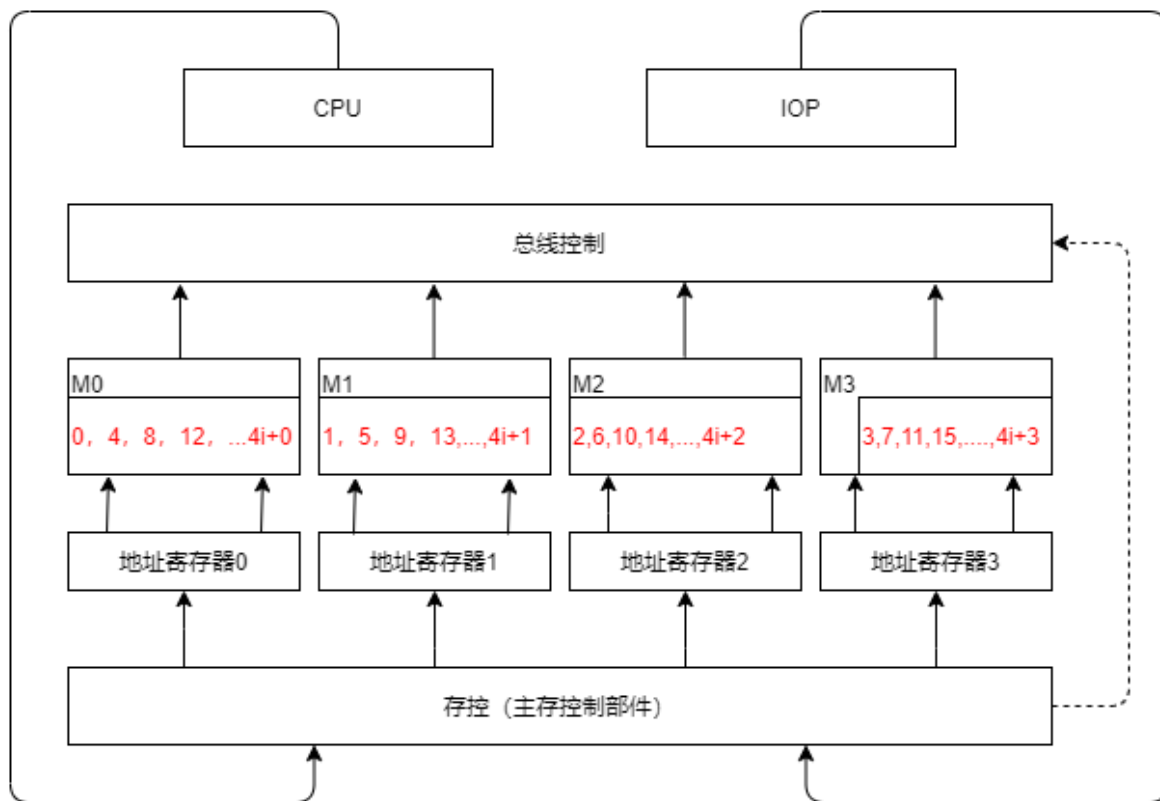 CPU
IOP
总线控制
M0
M1
M2
M3
0，4，8，12，...4i+0
1，5，9，13,...,4i+1
2,6,10,14,...,4i+2
3,7,11,15,....,4i+3
地址寄存器0
地址寄存器1
地址寄存器2
地址寄存器3
存控（主存控制部件）